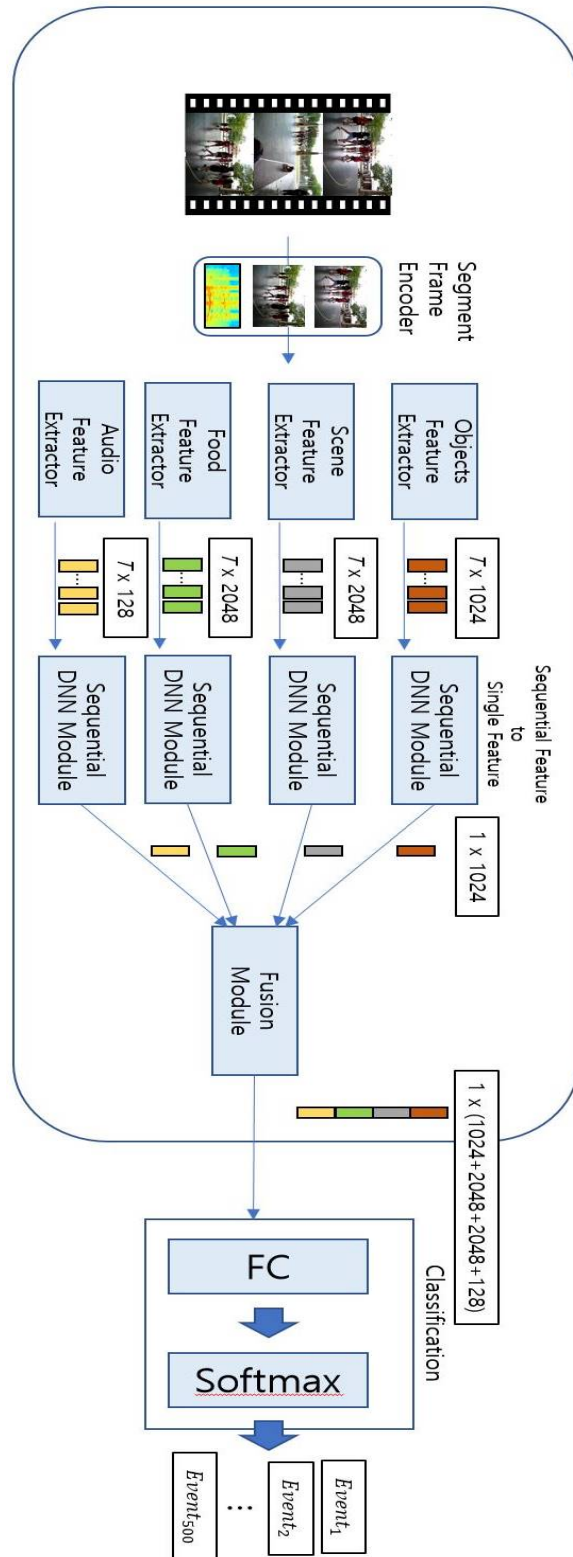 Segment
Frame
Encoder
Objects
Feature
Extractor
Scene
Feature
Extractor
Food
Feature
Extractor
Audio
Feature
Extractor
T x 1024
T x 2048
T x 2048
T x 128
Sequential Feature
to
Single Feature
Sequential
DNN Module
Sequential
DNN Module
Sequential
DNN Module
Sequential
DNN Module
1 x 1024
Fusion
Module
1 x (1024+2048+2048+128)
Classification
FC
Softmax
Event₁
Event₂
⋯
Event₅₀₀